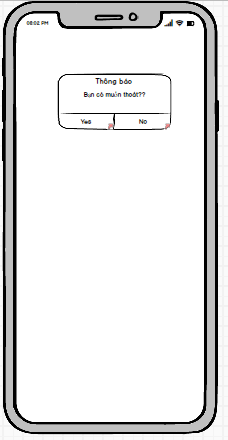 08:02 PM
Thông báo
Bạn có muốn thoát??
Yes
No